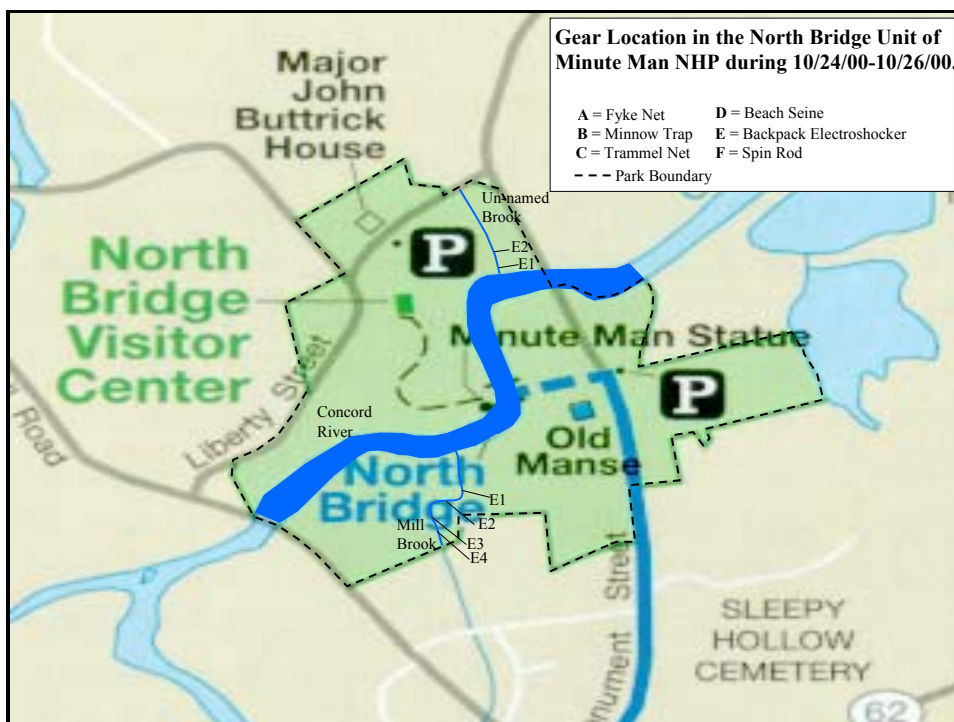 Gear Location in the North Bridge Unit of
Minute Man NHP during 10/24/00-10/26/00.
A = Fyke Net
D = Beach Seine
B = Minnow Trap
E = Backpack Electroshocker
C = Trammel Net
F = Spin Rod
Park Boundary
Major
John
Buttrick
House
Un-named
Brook
P
E2
E1
North
Bridge
Visitor
Center
Minute Man Statue
P
Liberty Street
Road
Concord
River
Old
Manse
North
Bridge
E1
E2
Mill
Brook
E3
E4
Street
SLEEPY
HOLLOW
CEMETERY
62